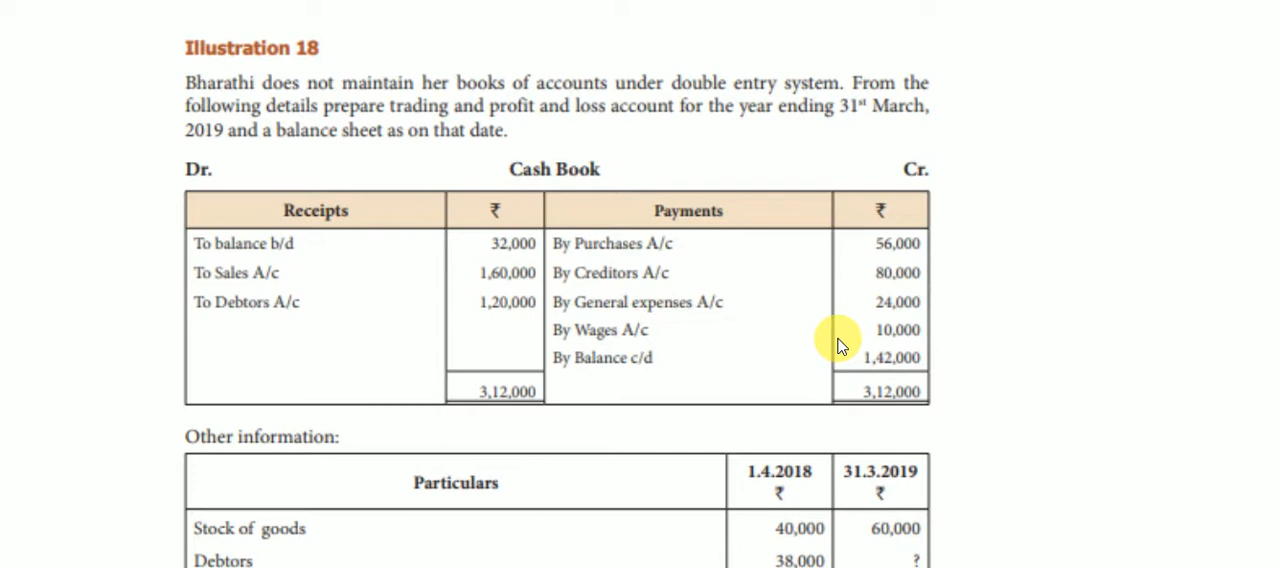 Illustration 18
Bharathi does not maintain her books of accounts under double entry system. From the
following details prepare trading and profit and loss account for the year ending 31st March,
2019 and a balance sheet as on that date.
Dr. Cash Book Cr.
Receipts ₹ Payments ₹
To balance b/d 32,000 By Purchases A/c 56,000
To Sales A/c 1,60,000 By Creditors A/c 80,000
To Debtors A/c 1,20,000 By General expenses A/c 24,000
By Wages A/c 10,000
By Balance c/d 1,42,000
3,12,000 3,12,000
Other information:
Particulars 1.4.2018 ₹ 31.3.2019 ₹
Stock of goods 40,000 60,000
Debtors 38,000 ?